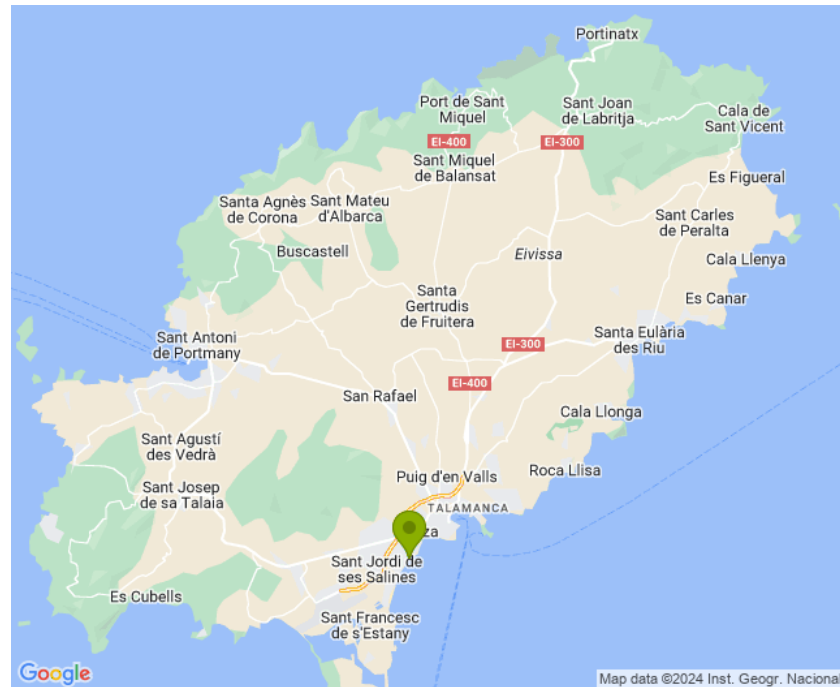 Portinatx
Port de Sant
Miquel
Sant Joan
de Labritja
Cala de
Sant Vicent
EI-400
EI-300
Sant Miquel
de Balansat
Es Figueral
Santa Agnès
de Corona
Sant Mateu
d'Albarca
Sant Carles
de Peralta
Buscastell
Eivissa
Cala Llenya
Santa
Gertrudis
de Fruitera
Es Canar
Sant Antoni
de Portmany
Santa Eulària
des Riu
EI-300
EI-400
San Rafael
Cala Llonga
Sant Agustí
des Vedrà
Roca Llisa
Puig d'en Valls
Sant Josep
de sa Talaia
TALAMANCA
Sant Jordi de
ses Salines
Es Cubells
Sant Francesc
de s'Estany
Google
Map data ©2024 Inst. Geogr. Nacional